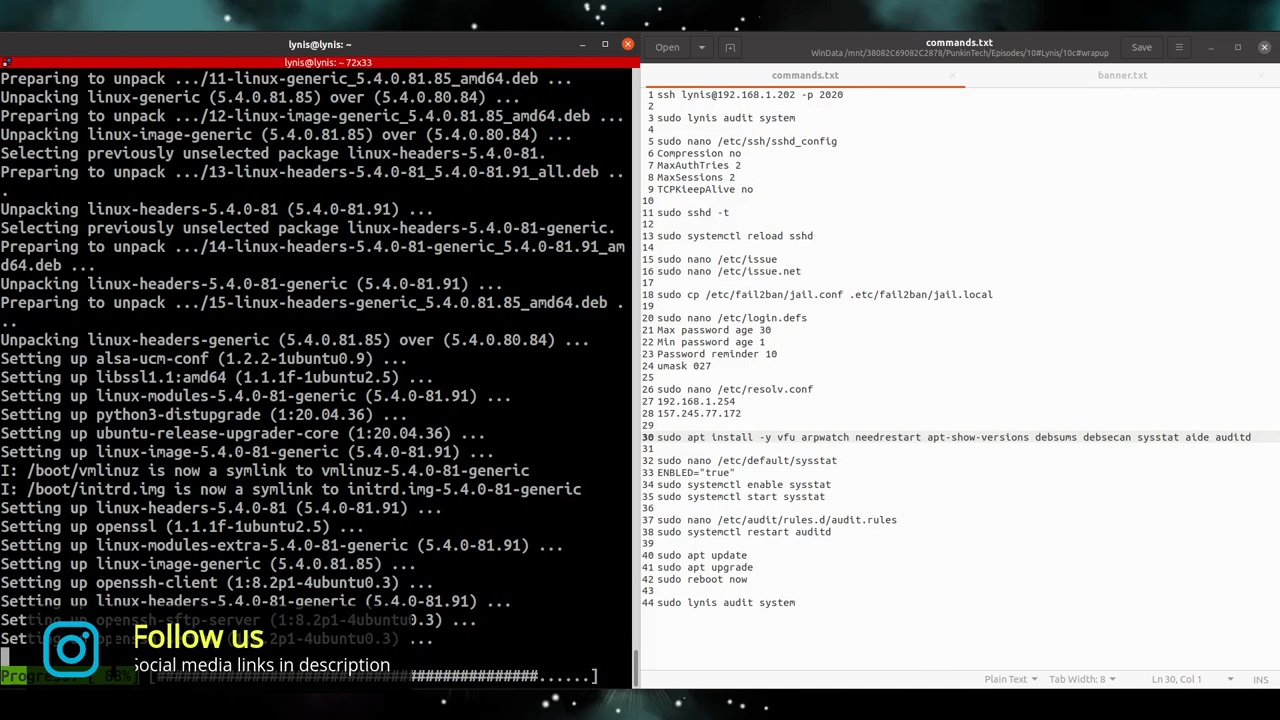 lynis@lynis: ~
lynis@lynis: ~ 72x33
Preparing to unpack .../11-linux-generic_5.4.0.81.85_amd64.deb ...
Unpacking linux-generic (5.4.0.81.85) over (5.4.0.80.84) ...
Preparing to unpack .../12-linux-image-generic_5.4.0.81.85_amd64.deb ...
Unpacking linux-image-generic (5.4.0.81.85) over (5.4.0.80.84) ...
Selecting previously unselected package linux-headers-5.4.0-81.
Preparing to unpack .../13-linux-headers-5.4.0-81_5.4.0-81.91_all.deb ..
.
Unpacking linux-headers-5.4.0-81 (5.4.0-81.91) ...
Selecting previously unselected package linux-headers-5.4.0-81-generic.
Preparing to unpack .../14-linux-headers-5.4.0-81-generic_5.4.0-81.91_am
d64.deb ...
Unpacking linux-headers-5.4.0-81-generic (5.4.0-81.91) ...
Preparing to unpack .../15-linux-headers-generic_5.4.0.81.85_amd64.deb .
..
Unpacking linux-headers-generic (5.4.0.81.85) over (5.4.0.80.84) ...
Setting up alsa-ucm-conf (1.2.2-1ubuntu0.9) ...
Setting up libssl1.1:amd64 (1.1.1f-1ubuntu2.5) ...
Setting up linux-modules-5.4.0-81-generic (5.4.0-81.91) ...
Setting up python3-distupgrade (1:20.04.36) ...
Setting up ubuntu-release-upgrader-core (1:20.04.36) ...
Setting up linux-image-5.4.0-81-generic (5.4.0-81.91) ...
I: /boot/vmlinuz is now a symlink to vmlinuz-5.4.0-81-generic
I: /boot/initrd.img is now a symlink to initrd.img-5.4.0-81-generic
Setting up linux-headers-5.4.0-81 (5.4.0-81.91) ...
Setting up openssl (1.1.1f-1ubuntu2.5) ...
Setting up linux-modules-extra-5.4.0-81-generic (5.4.0-81.91) ...
Setting up linux-image-generic (5.4.0.81.85) ...
Setting up openssh-client (1:8.2p1-4ubuntu0.3) ...
Setting up linux-headers-5.4.0-81-generic (5.4.0-81.91) ...
Setting up openssh-sftp-server (1:8.2p1-4ubuntu0.3) ...
Follow us
social media links in description
Progress: [ 88%] [#########################################......]
Open
commands.txt
WinData /mnt/38082C69082C2878/PunkinTech/Episodes/10#Lynis/10c#wrapup
Save
commands.txt
banner.txt
1 ssh lynis@192.168.1.202 -p 2020
2
3 sudo lynis audit system
4
5 sudo nano /etc/ssh/sshd_config
6 Compression no
7 MaxAuthTries 2
8 MaxSessions 2
9 TCPKieepAlive no
10
11 sudo sshd -t
12
13 sudo systemctl reload sshd
14
15 sudo nano /etc/issue
16 sudo nano /etc/issue.net
17
18 sudo cp /etc/fail2ban/jail.conf .etc/fail2ban/jail.local
19
20 sudo nano /etc/login.defs
21 Max password age 30
22 Min password age 1
23 Password reminder 10
24 umask 027
25
26 sudo nano /etc/resolv.conf
27 192.168.1.254
28 157.245.77.172
29
30 sudo apt install -y vfu arpwatch needrestart apt-show-versions debsums debsecan sysstat aide auditd
31
32 sudo nano /etc/default/sysstat
33 ENBLED="true"
34 sudo systemctl enable sysstat
35 sudo systemctl start sysstat
36
37 sudo nano /etc/audit/rules.d/audit.rules
38 sudo systemctl restart auditd
39
40 sudo apt update
41 sudo apt upgrade
42 sudo reboot now
43
44 sudo lynis audit system
Plain Text
Tab Width: 8
Ln 30, Col 1
INS